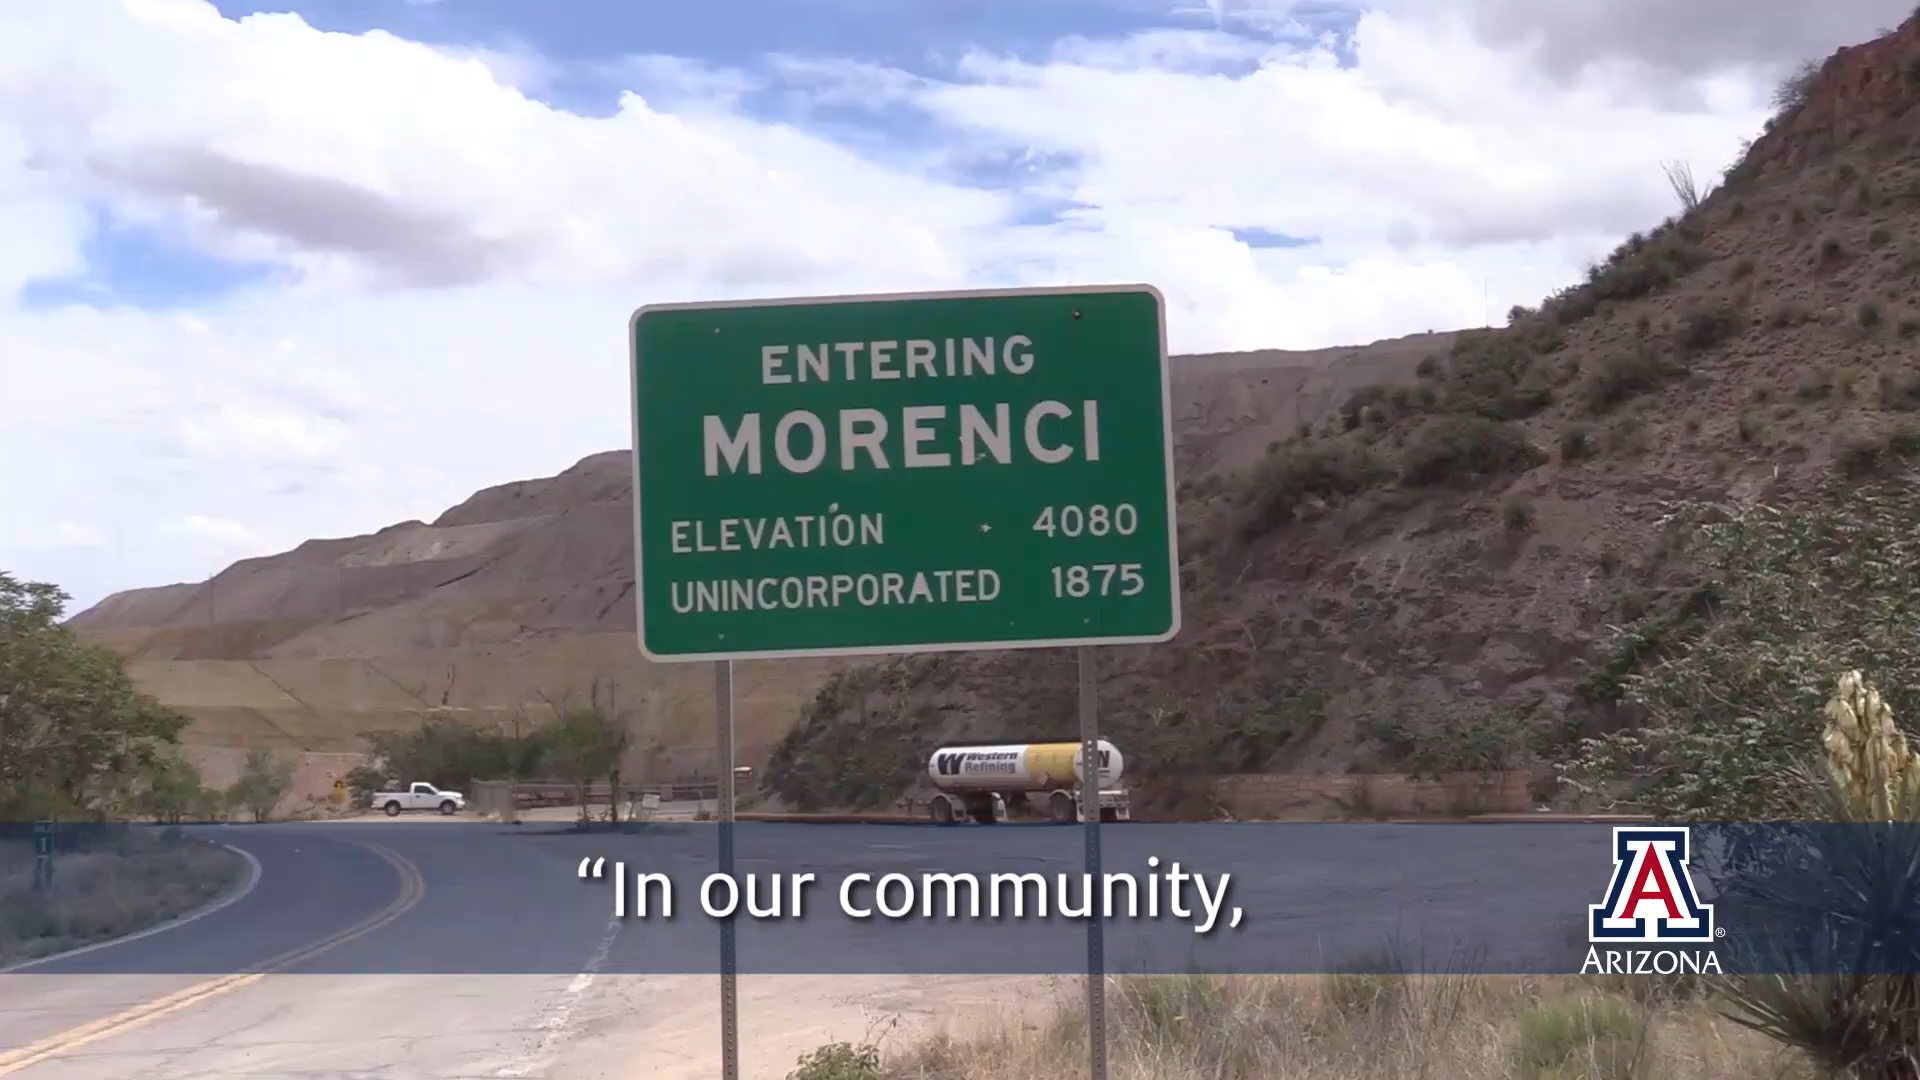 ENTERING
MORENCI
ELEVATION 4080
UNINCORPORATED 1875
W Western
Refining
“In our community,
A ®
ARIZONA